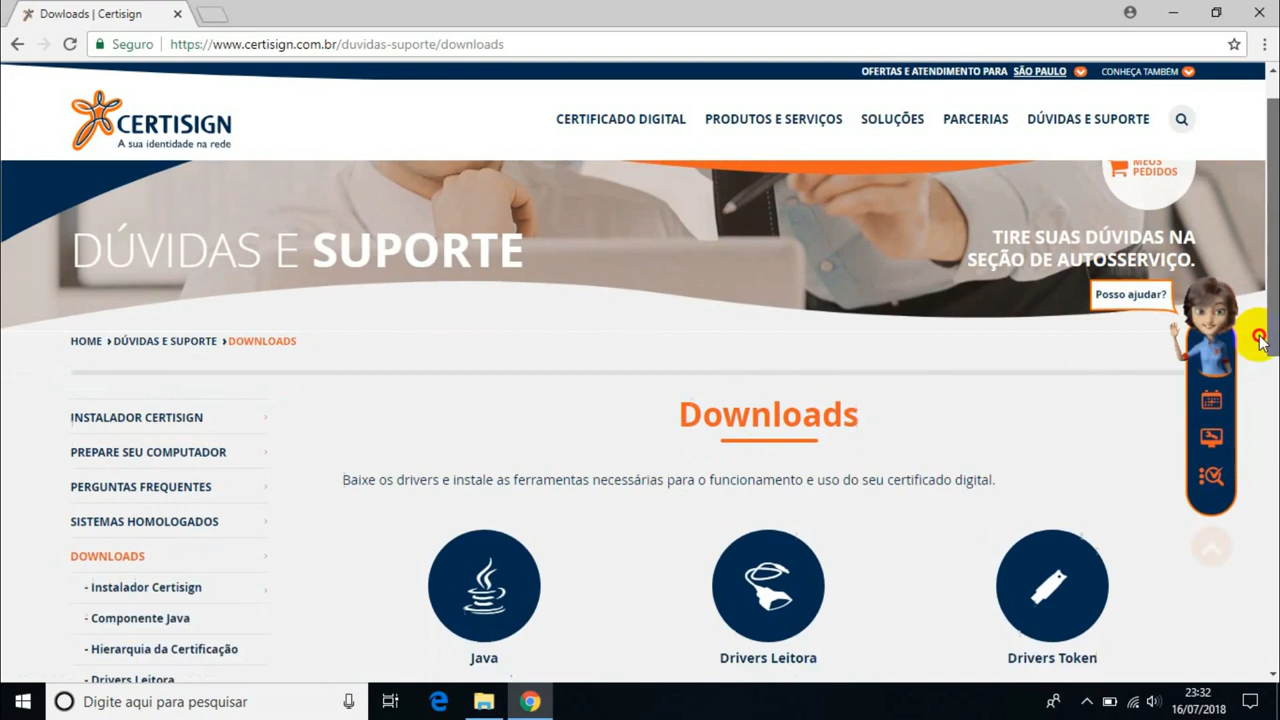 Dowloads | Certisign
Seguro
https://www.certisign.com.br/duvidas-suporte/downloads
OFERTAS E ATENDIMENTO PARA SÃO PAULO CONHEÇA TAMBÉM
CERTISIGN
A sua identidade na rede
CERTIFICADO DIGITAL PRODUTOS E SERVIÇOS SOLUÇÕES PARCERIAS DÚVIDAS E SUPORTE
MEUS
PEDIDOS
DÚVIDAS E SUPORTE
TIRE SUAS DÚVIDAS NA
SEÇÃO DE AUTOSSERVIÇO.
Posso ajudar?
HOME › DÚVIDAS E SUPORTE › DOWNLOADS
INSTALADOR CERTISIGN
PREPARE SEU COMPUTADOR
PERGUNTAS FREQUENTES
SISTEMAS HOMOLOGADOS
DOWNLOADS
- Instalador Certisign
- Componente Java
- Hierarquia da Certificação
- Drivers Leitora
Downloads
Baixe os drivers e instale as ferramentas necessárias para o funcionamento e uso do seu certificado digital.
Java
Drivers Leitora
Drivers Token
Digite aqui para pesquisar
23:32
16/07/2018